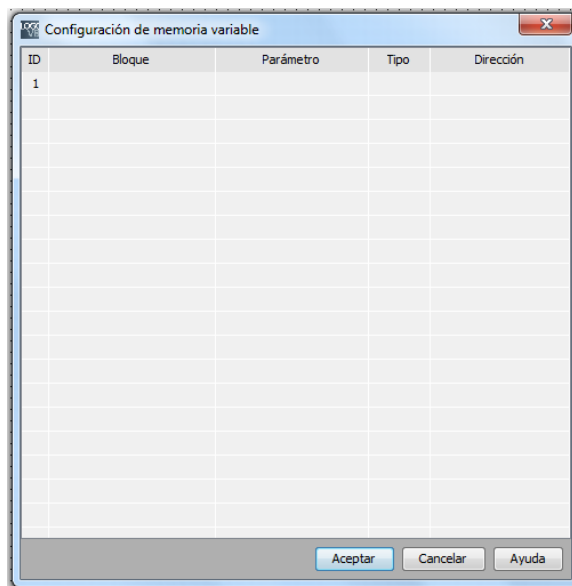 Configuración de memoria variable
ID Bloque Parámetro Tipo Dirección
1
Aceptar Cancelar Ayuda